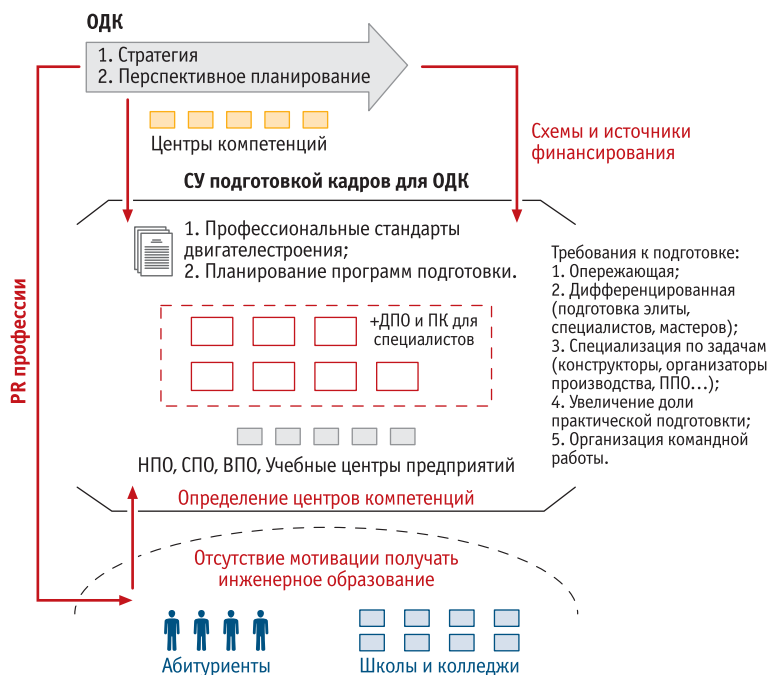 ОДК
1. Стратегия
2. Перспективное планирование
Центры компетенций
Схемы и источники
финансирования
СУ подготовкой кадров для ОДК
1. Профессиональные стандарты
двигателестроения;
2. Планирование программ подготовки.
+ДПО и ПК для
специалистов
НПО, СПО, ВПО, Учебные центры предприятий
Определение центров компетенций
Требования к подготовке:
1. Опережающая;
2. Дифференцированная
(подготовка элиты,
специалистов, мастеров);
3. Специализация по задачам
(конструкторы, организаторы
производства, ППО...);
4. Увеличение доли
практической подготовкти;
5. Организация командной
работы.
PR профессии
Отсутствие мотивации получать
инженерное образование
Абитуриенты
Школы и колледжи